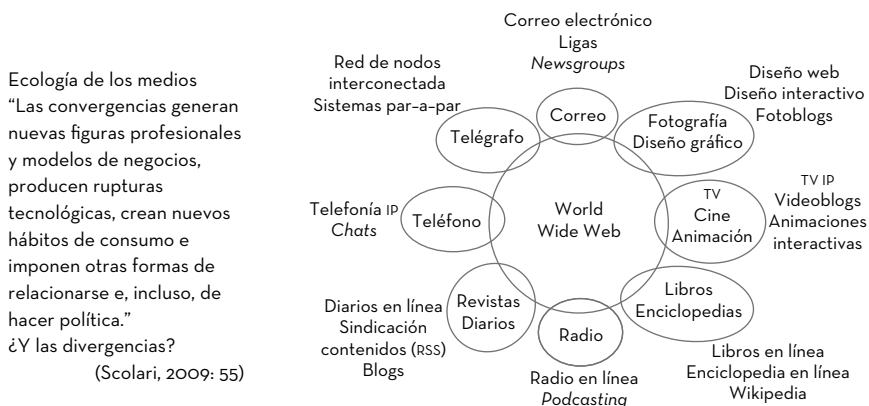 Ecología de los medios
“Las convergencias generan
nuevas figuras profesionales
y modelos de negocios,
producen rupturas
tecnológicas, crean nuevos
hábitos de consumo e
imponen otras formas de
relacionarse e, incluso, de
hacer política.”
¿Y las divergencias?
(Scolari, 2009: 55)
Correo electrónico
Ligas
Newsgroups
Correo
Diseño web
Diseño interactivo
Fotoblogs
Fotografía
Diseño gráfico
TV IP
Videoblogs
Animaciones
interactivas
TV
Cine
Animación
Libros
Enciclopedias
Libros en línea
Enciclopedia en línea
Wikipedia
Radio
Radio en línea
Podcasting
Revistas
Diarios
Diarios en línea
Sindicación
contenidos (RSS)
Blogs
Teléfono
Telefonía IP
Chats
Telégrafo
Red de nodos
interconectada
Sistemas par-a-par
World
Wide Web